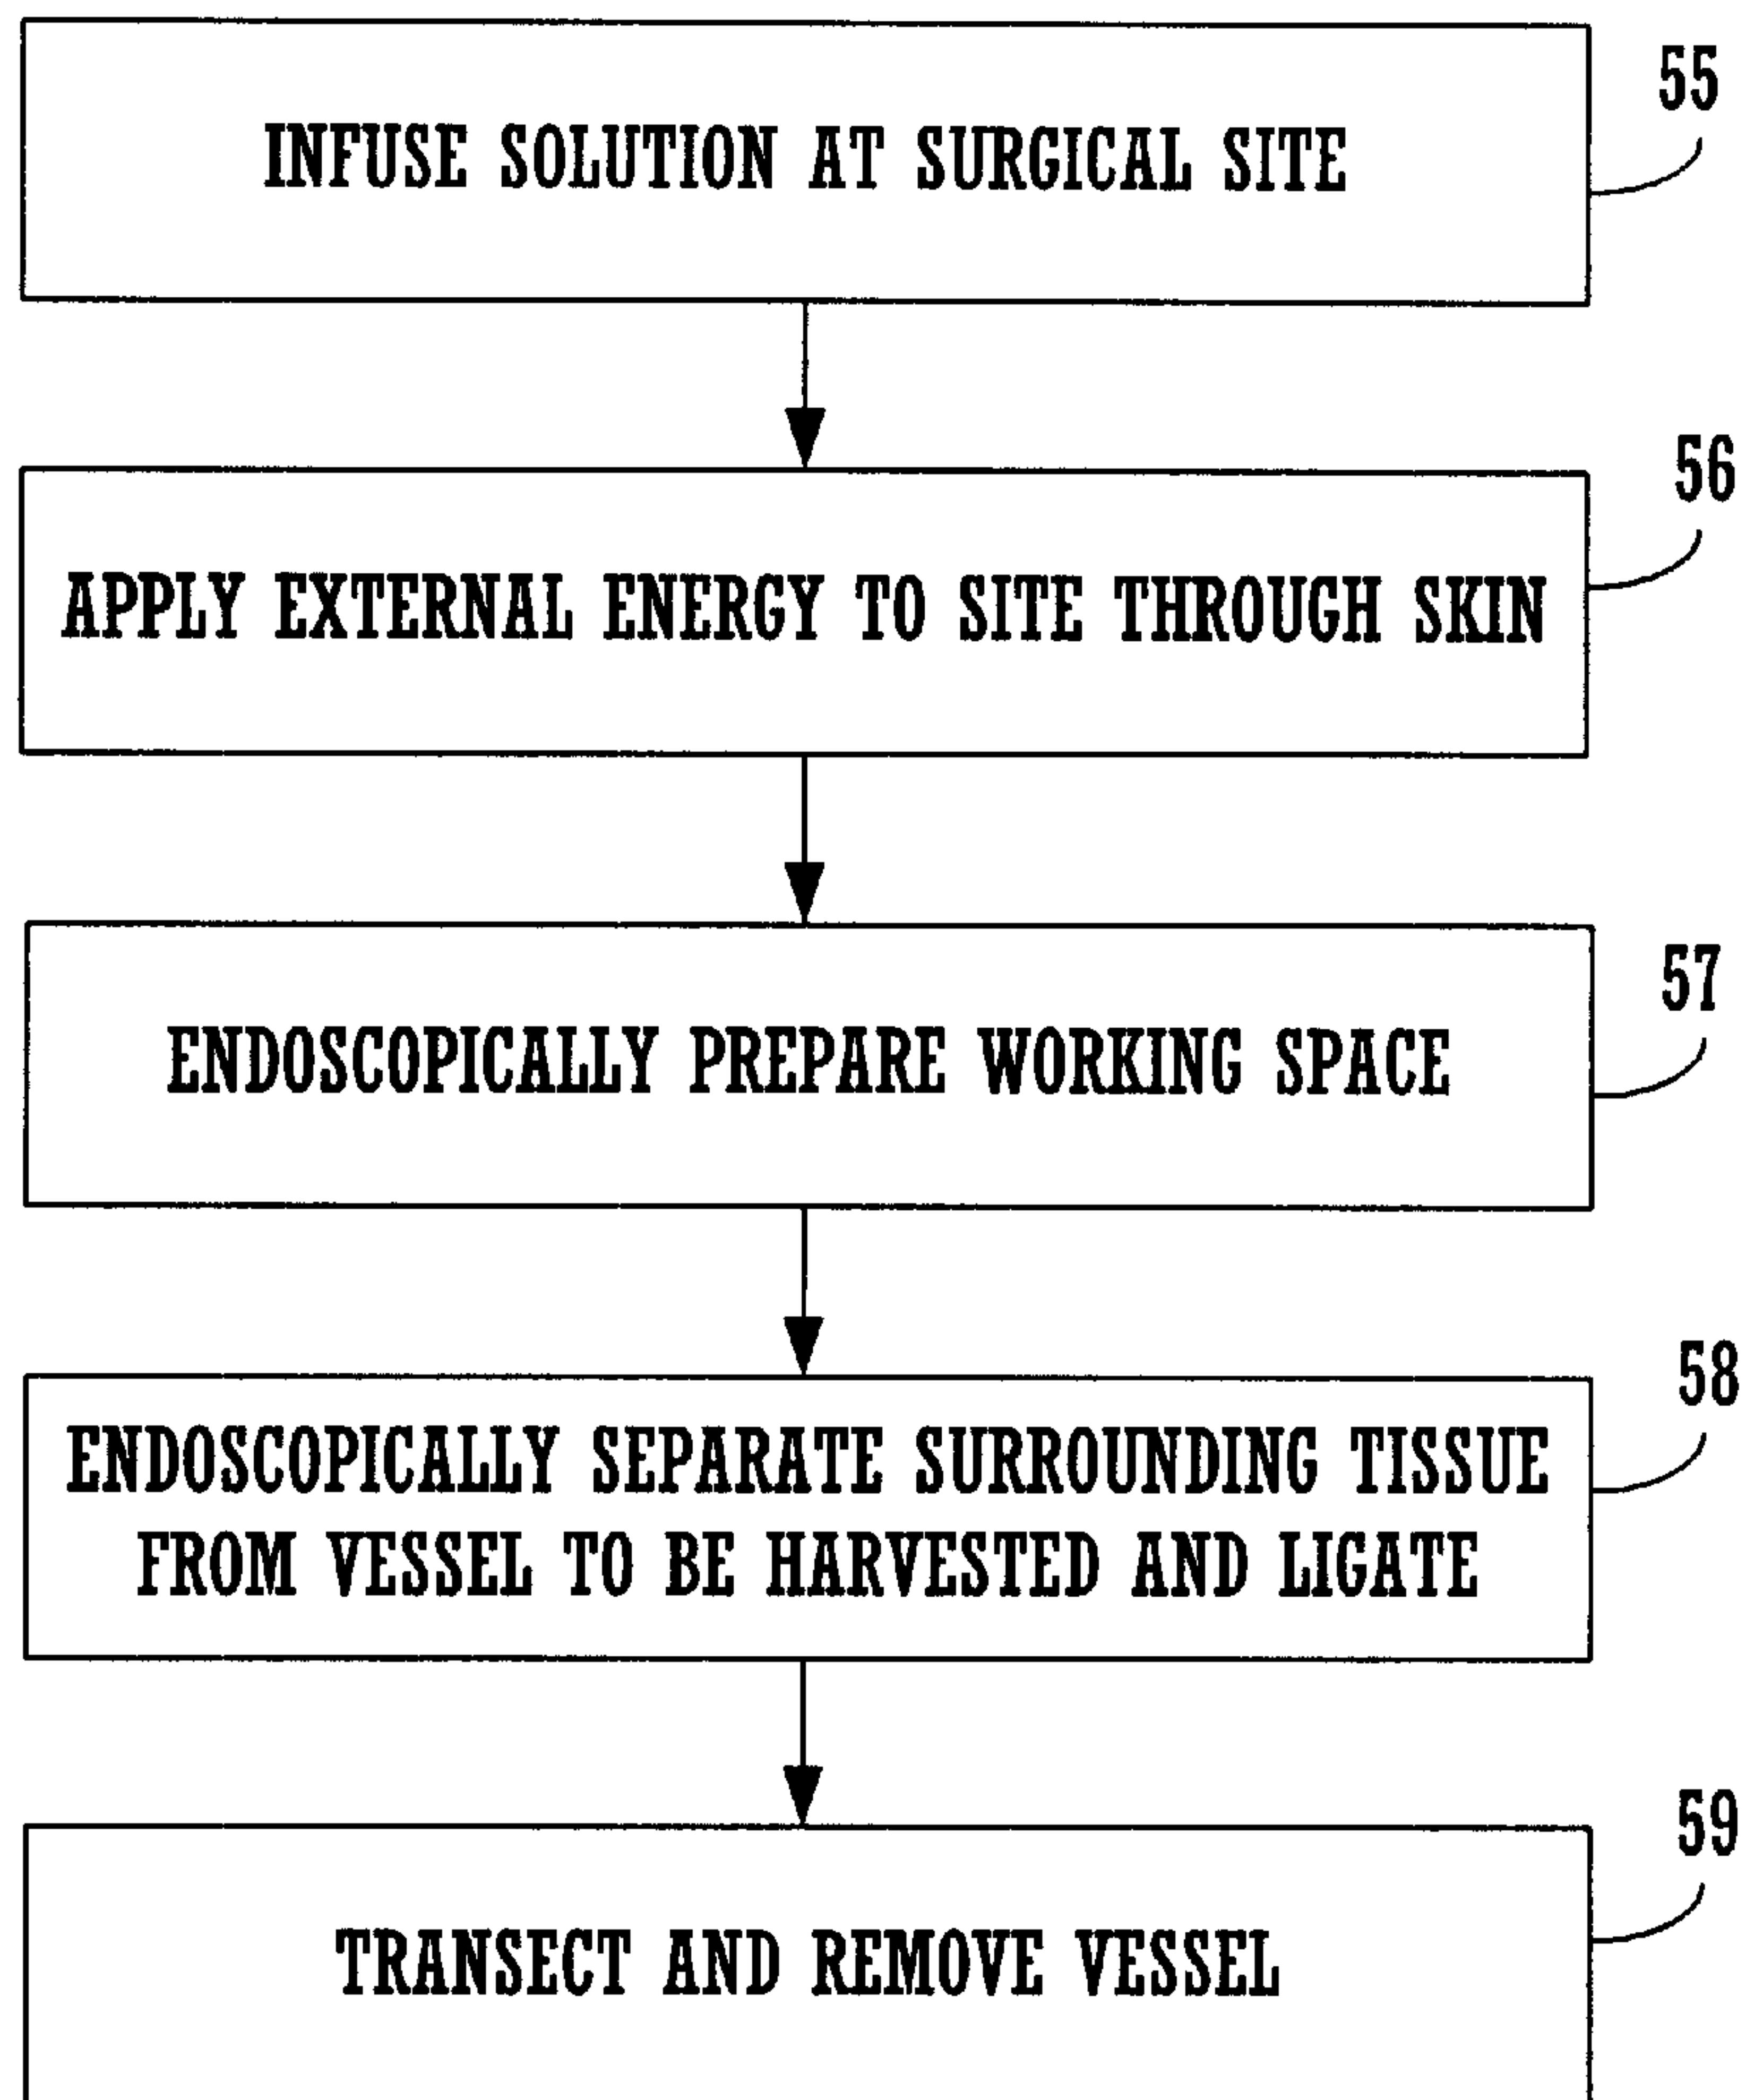 INFUSE SOLUTION AT SURGICAL SITE
55
APPLY EXTERNAL ENERGY TO SITE THROUGH SKIN
56
ENDOSCOPICALLY PREPARE WORKING SPACE
57
ENDOSCOPICALLY SEPARATE SURROUNDING TISSUE
FROM VESSEL TO BE HARVESTED AND LIGATE
58
TRANSECT AND REMOVE VESSEL
59